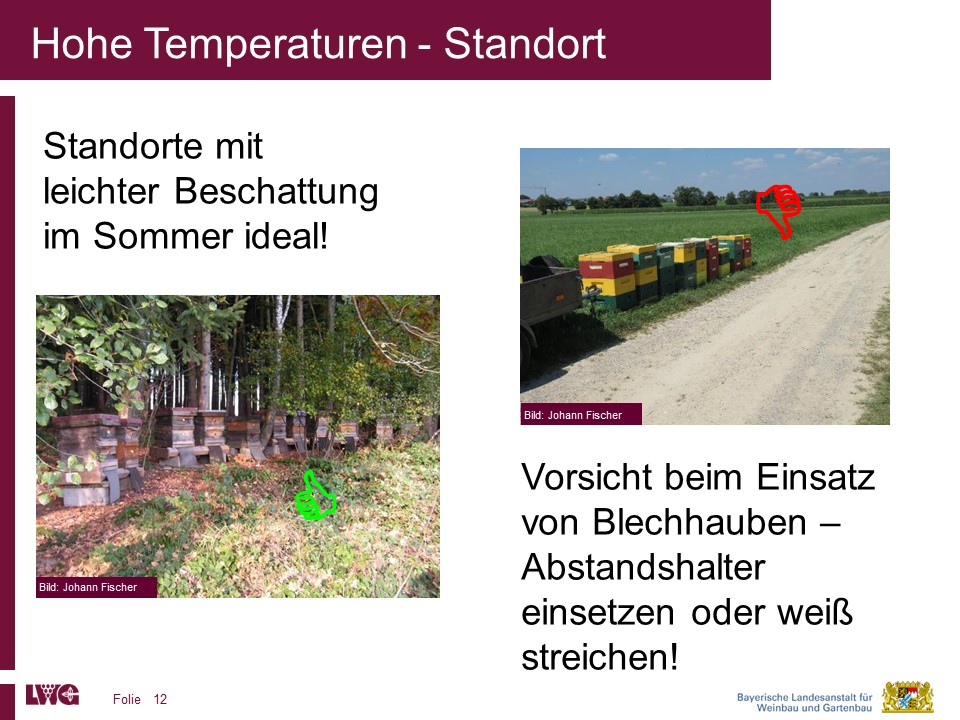 Hohe Temperaturen - Standort
Standorte mit
leichter Beschattung
im Sommer ideal!
Bild: Johann Fischer
Bild: Johann Fischer
Vorsicht beim Einsatz
von Blechhauben –
Abstandshalter
einsetzen oder weiß
streichen!
LWG
Folie 12
Bayerische Landesanstalt für
Weinbau und Gartenbau